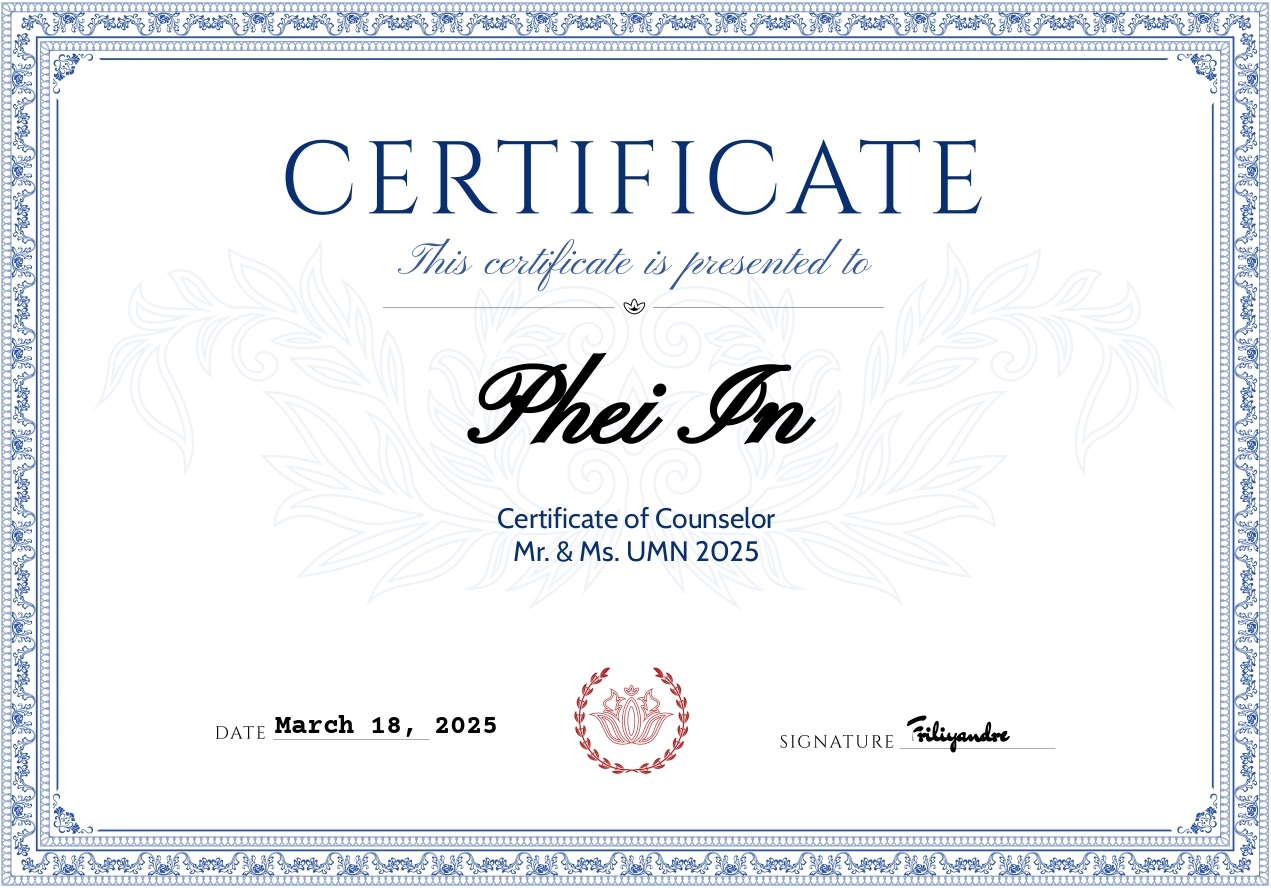 CERTIFICATE
This certificate is presented to
Phei In
Certificate of Counselor
Mr. & Ms. UMN 2025
DATE March 18, 2025
SIGNATURE Friliyandre